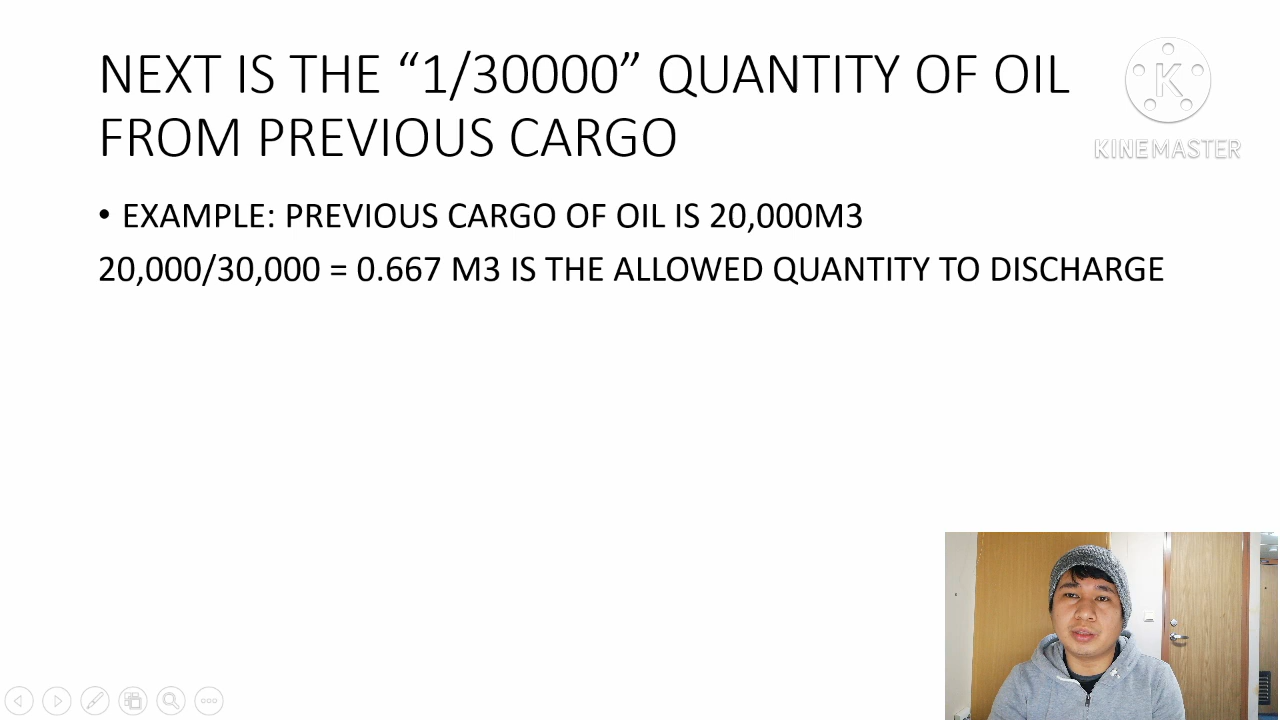 NEXT IS THE “1/30000” QUANTITY OF OIL
FROM PREVIOUS CARGO
K
KINEMASTER
• EXAMPLE: PREVIOUS CARGO OF OIL IS 20,000M3
20,000/30,000 = 0.667 M3 IS THE ALLOWED QUANTITY TO DISCHARGE